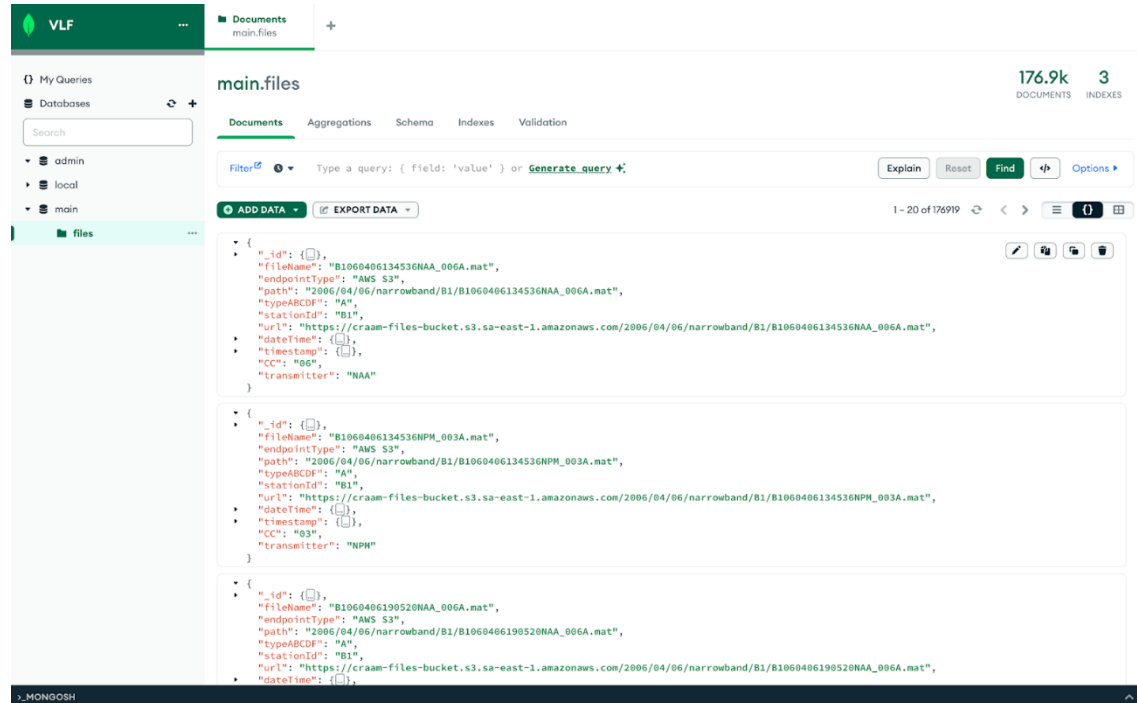 VLF
...
Documents
main.files
+
{} My Queries
Databases
Search
admin
local
main
files
...
main.files
176.9k
DOCUMENTS
3
INDEXES
Documents Aggregations Schema Indexes Validation
Filter Type a query: { field: 'value' } or Generate query
Explain Reset Find </> Options
ADD DATA EXPORT DATA 1 – 20 of 176919 {}
{
"_id": {...},
"fileName": "B1060406134536NAA_006A.mat",
"endpointType": "AWS S3",
"path": "2006/04/06/narrowband/B1/B1060406134536NAA_006A.mat",
"typeABCDF": "A",
"stationId": "B1",
"url": "https://craam-files-bucket.s3.sa-east-1.amazonaws.com/2006/04/06/narrowband/B1/B1060406134536NAA_006A.mat",
"dateTime": {...},
"timestamp": {...},
"CC": "06",
"transmitter": "NAA"
}
{
"_id": {...},
"fileName": "B1060406134536NPM_003A.mat",
"endpointType": "AWS S3",
"path": "2006/04/06/narrowband/B1/B1060406134536NPM_003A.mat",
"typeABCDF": "A",
"stationId": "B1",
"url": "https://craam-files-bucket.s3.sa-east-1.amazonaws.com/2006/04/06/narrowband/B1/B1060406134536NPM_003A.mat",
"dateTime": {...},
"timestamp": {...},
"CC": "03",
"transmitter": "NPM"
}
{
"_id": {...},
"fileName": "B1060406190520NAA_006A.mat",
"endpointType": "AWS S3",
"path": "2006/04/06/narrowband/B1/B1060406190520NAA_006A.mat",
"typeABCDF": "A",
"stationId": "B1",
"url": "https://craam-files-bucket.s3.sa-east-1.amazonaws.com/2006/04/06/narrowband/B1/B1060406190520NAA_006A.mat",
"dateTime": {...},
>_MONGOSH